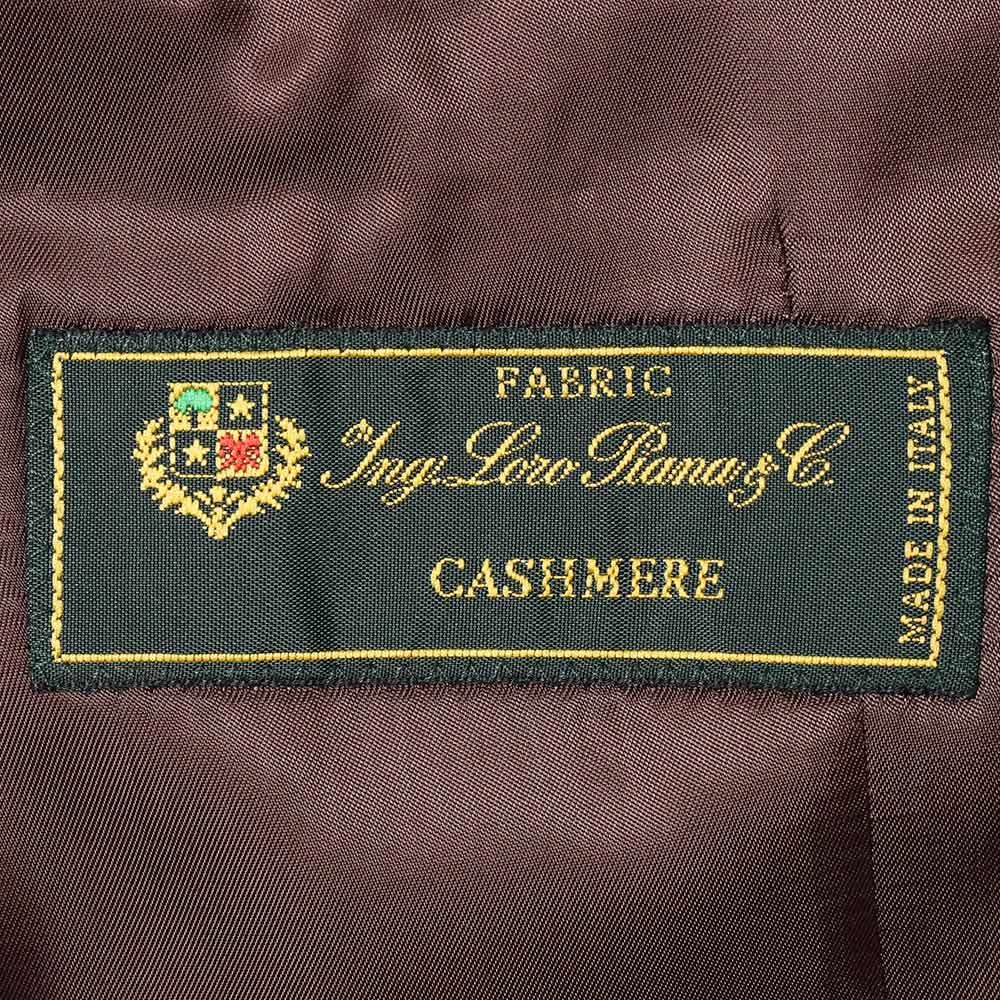 FABRIC
Ing. Loro Piana & C.
CASHMERE
MADE IN ITALY